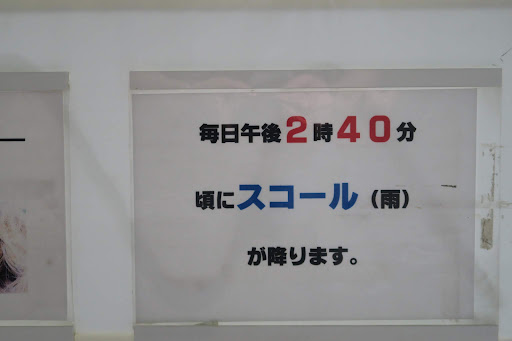 毎日午後2時40分
頃にスコール（雨）
が降ります。